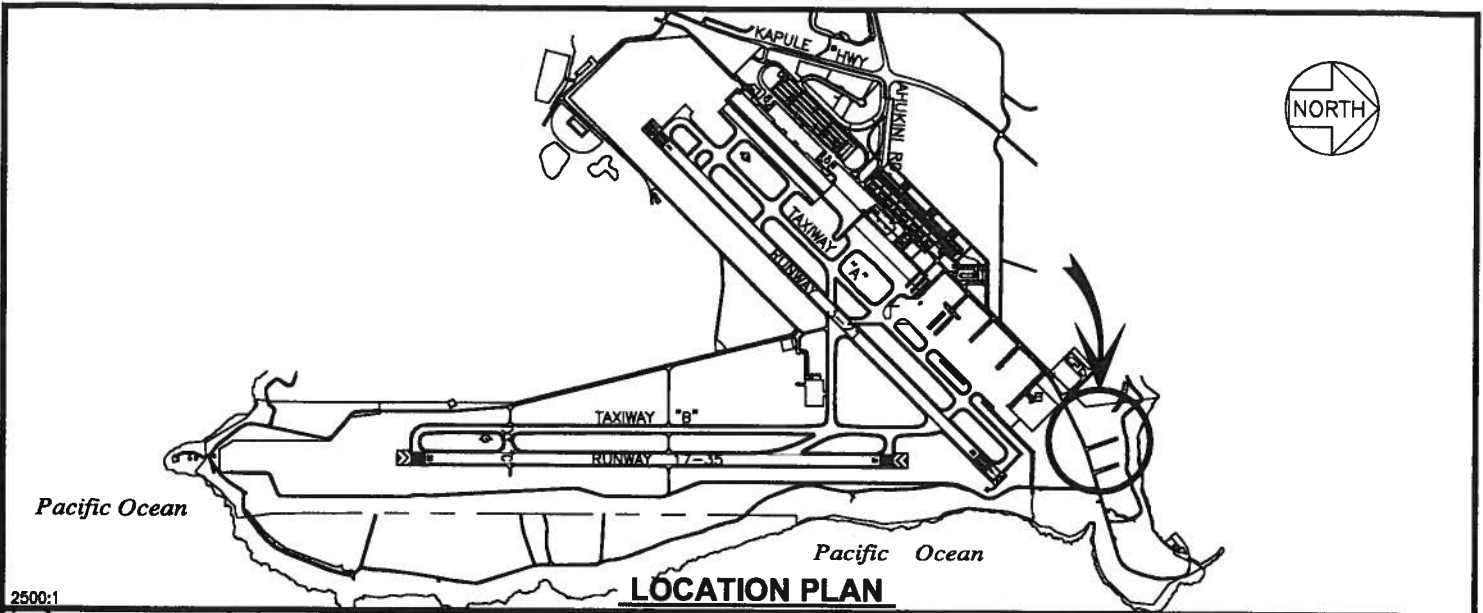 KAPULE HWY
NORTH
AHUKINI RD
TAXIWAY
"A"
RUNWAY
TAXIWAY "B"
RUNWAY 17-35
Pacific Ocean
Pacific Ocean
LOCATION PLAN
2500:1